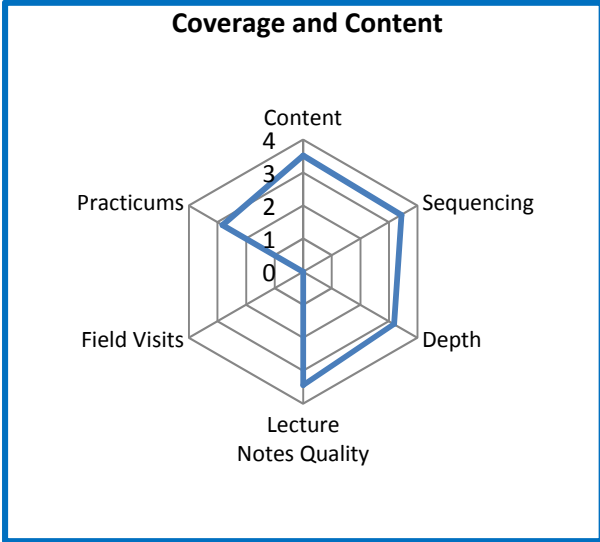 Coverage and Content
Content
4
3
2
1
0
Sequencing
Depth
Lecture
Notes Quality
Field Visits
Practicums